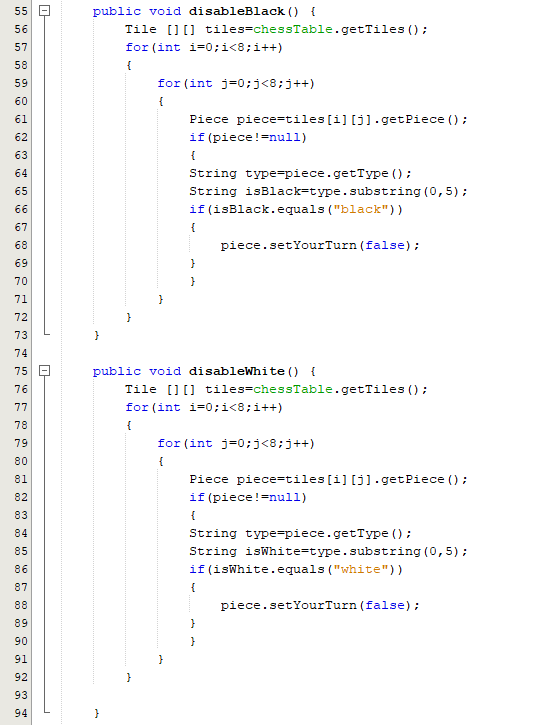 55 public void disableBlack() {
56 Tile [][] tiles=chessTable.getTiles();
57 for(int i=0;i<8;i++)
58 {
59 for(int j=0;j<8;j++)
60 {
61 Piece piece=tiles[i][j].getPiece();
62 if(piece!=null)
63 {
64 String type=piece.getType();
65 String isBlack=type.substring(0,5);
66 if(isBlack.equals("black"))
67 {
68 piece.setYourTurn(false);
69 }
70 }
71 }
72 }
73 }
74
75 public void disableWhite() {
76 Tile [][] tiles=chessTable.getTiles();
77 for(int i=0;i<8;i++)
78 {
79 for(int j=0;j<8;j++)
80 {
81 Piece piece=tiles[i][j].getPiece();
82 if(piece!=null)
83 {
84 String type=piece.getType();
85 String isWhite=type.substring(0,5);
86 if(isWhite.equals("white"))
87 {
88 piece.setYourTurn(false);
89 }
90 }
91 }
92 }
93
94 }